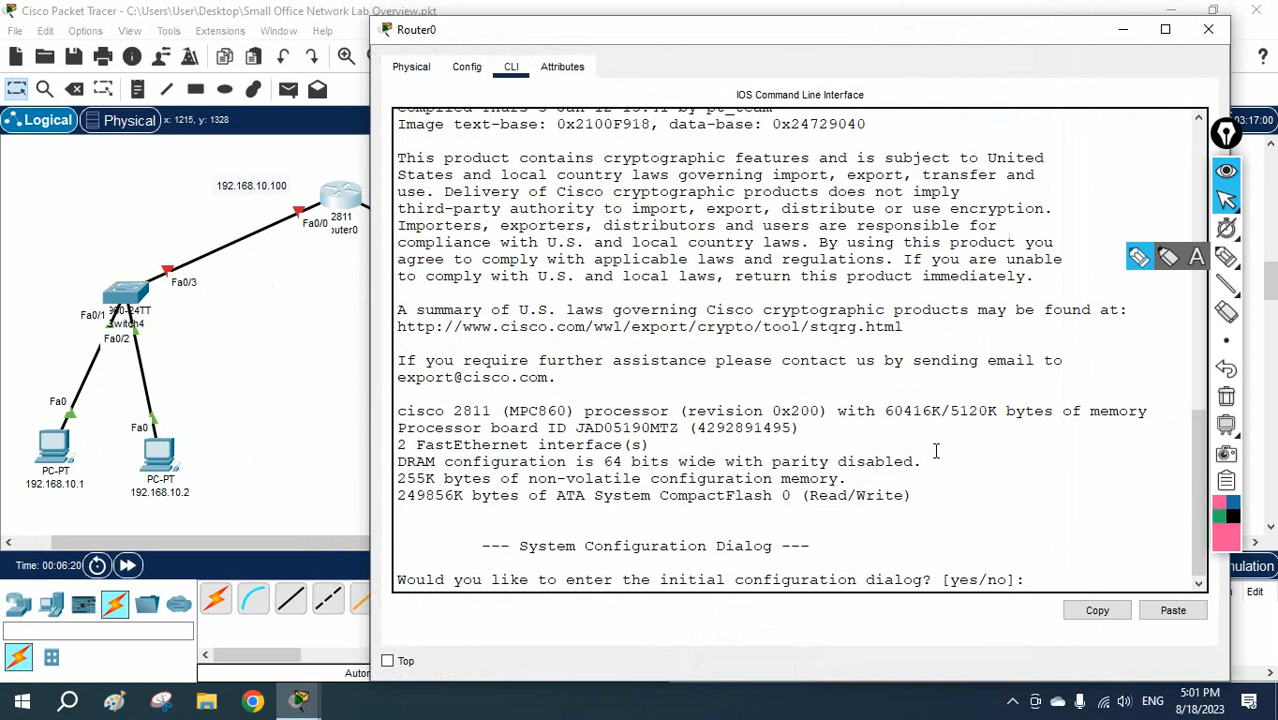 Cisco Packet Tracer - C:\Users\User\Desktop\Small Office Network Lab Overview.pkt
File Edit Options View Tools Extensions Window Help
Logical Physical x: 1215, y: 1328
03:17:00
192.168.10.100
2811
Fa0/0
Fa0/3
Fa0/1
Fa0/2
Fa0
Fa0
PC-PT
192.168.10.1
PC-PT
192.168.10.2
Time: 00:06:20
Router0
Physical Config CLI Attributes
IOS Command Line Interface
Image text-base: 0x2100F918, data-base: 0x24729040
This product contains cryptographic features and is subject to United
States and local country laws governing import, export, transfer and
use. Delivery of Cisco cryptographic products does not imply
third-party authority to import, export, distribute or use encryption.
Importers, exporters, distributors and users are responsible for
compliance with U.S. and local country laws. By using this product you
agree to comply with applicable laws and regulations. If you are unable
to comply with U.S. and local laws, return this product immediately.
A summary of U.S. laws governing Cisco cryptographic products may be found at:
http://www.cisco.com/wwl/export/crypto/tool/stqrg.html
If you require further assistance please contact us by sending email to
export@cisco.com.
cisco 2811 (MPC860) processor (revision 0x200) with 60416K/5120K bytes of memory
Processor board ID JAD05190MTZ (4292891495)
2 FastEthernet interface(s)
DRAM configuration is 64 bits wide with parity disabled.
255K bytes of non-volatile configuration memory.
249856K bytes of ATA System CompactFlash 0 (Read/Write)
--- System Configuration Dialog ---
Would you like to enter the initial configuration dialog? [yes/no]:
Copy Paste
Top
A
Edit
ENG
5:01 PM
8/18/2023